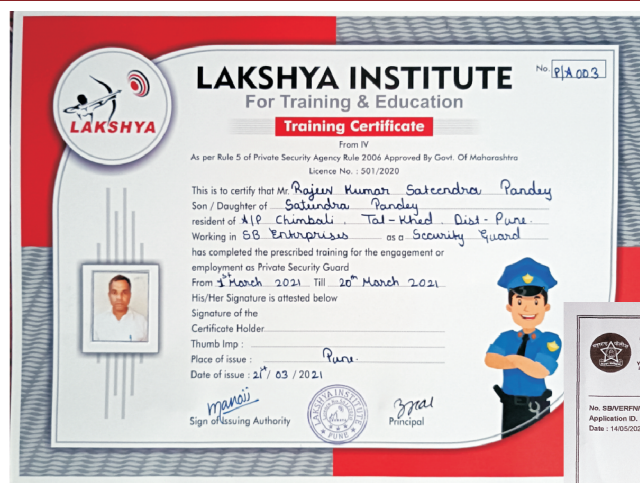 LAKSHYA
LAKSHYA INSTITUTE
No. P/A003
For Training & Education
Training Certificate
From IV
As per Rule 5 of Private Security Agency Rule 2006 Approved By Govt. Of Maharashtra
Licence No. : 501/2020
This is to certify that Mr. Rajeev Kumar Sateendra Pandey
Son / Daughter of Sateendra Pandey
resident of A/P Chimbali. Tal-Khed. Dist-Pune.
Working in SB Enterprises as a Security Guard
has completed the prescribed training for the engagement or
employment as Private Security Guard
From 1st March 2021 Till 20th March 2021
His/Her Signature is attested below
Signature of the
Certificate Holder
Thumb Imp :
Place of issue : Pune.
Date of issue : 21st / 03 / 2021
Sign of Issuing Authority
LAKSHYA INSTITUTE
PUNE
Principal
No. SB/VERFN/
Application ID.
Date : 14/05/202